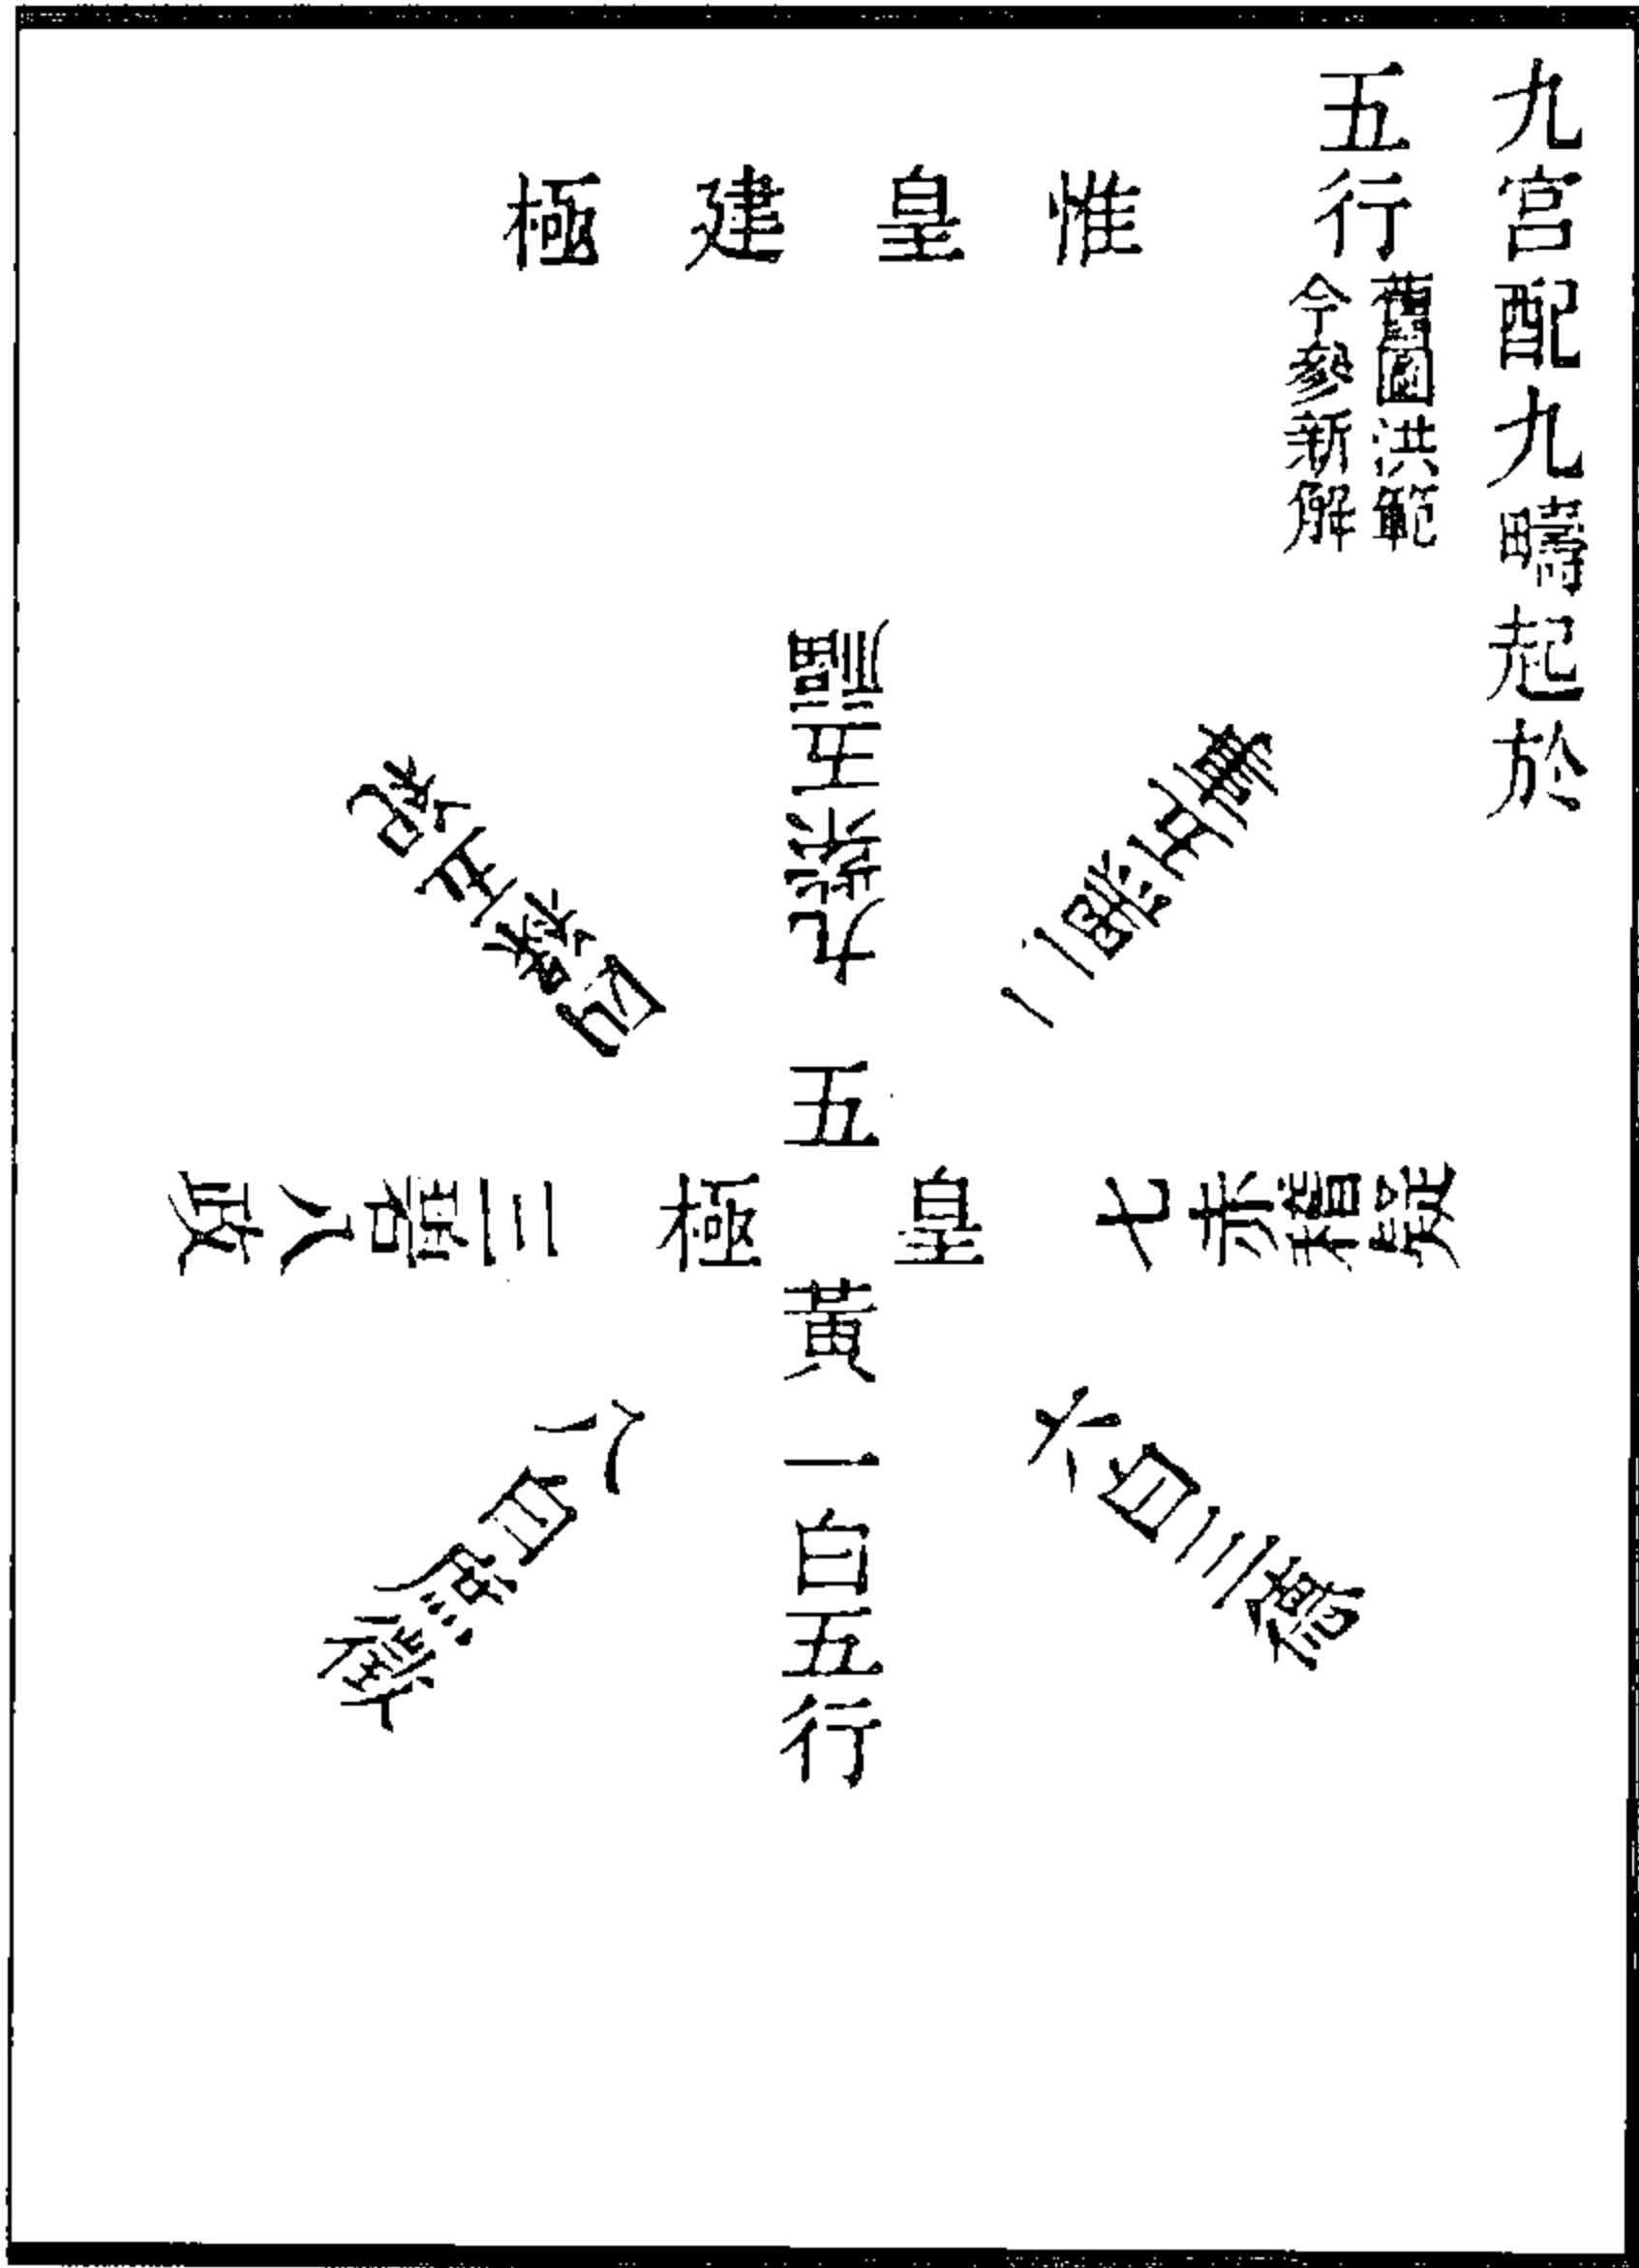 九宫配九疇起於
五行
舊圖洪範
今參新解
惟皇建極
九紫五福
二黑五事
四綠五紀
五黃
皇極
七赤稽疑
三碧八政
六白三德
八白庶徵
一白五行